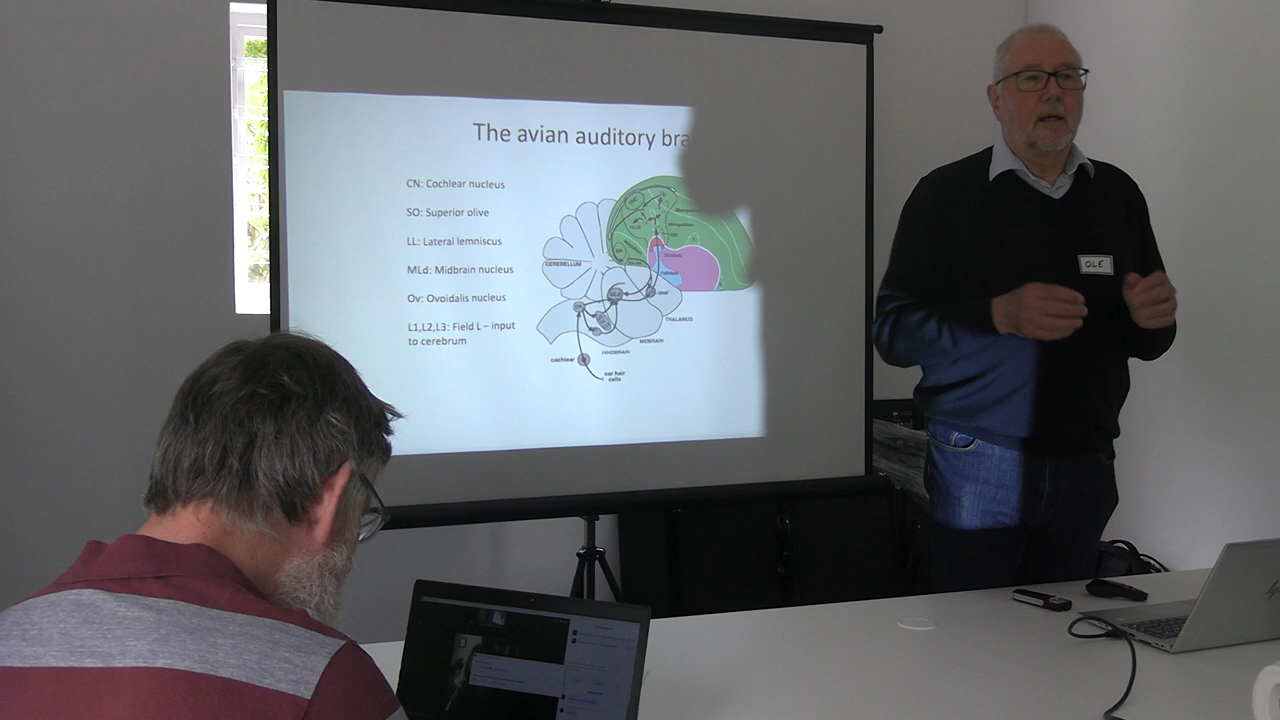 The avian auditory bra
CN: Cochlear nucleus
SO: Superior olive
LL: Lateral lemniscus
MLd: Midbrain nucleus
Ov: Ovoidalis nucleus
L1,L2,L3: Field L – input
to cerebrum
CEREBELLUM
THALAMUS
MIDBRAIN
HINDBRAIN
cochlear
ear hair
cells
OLE